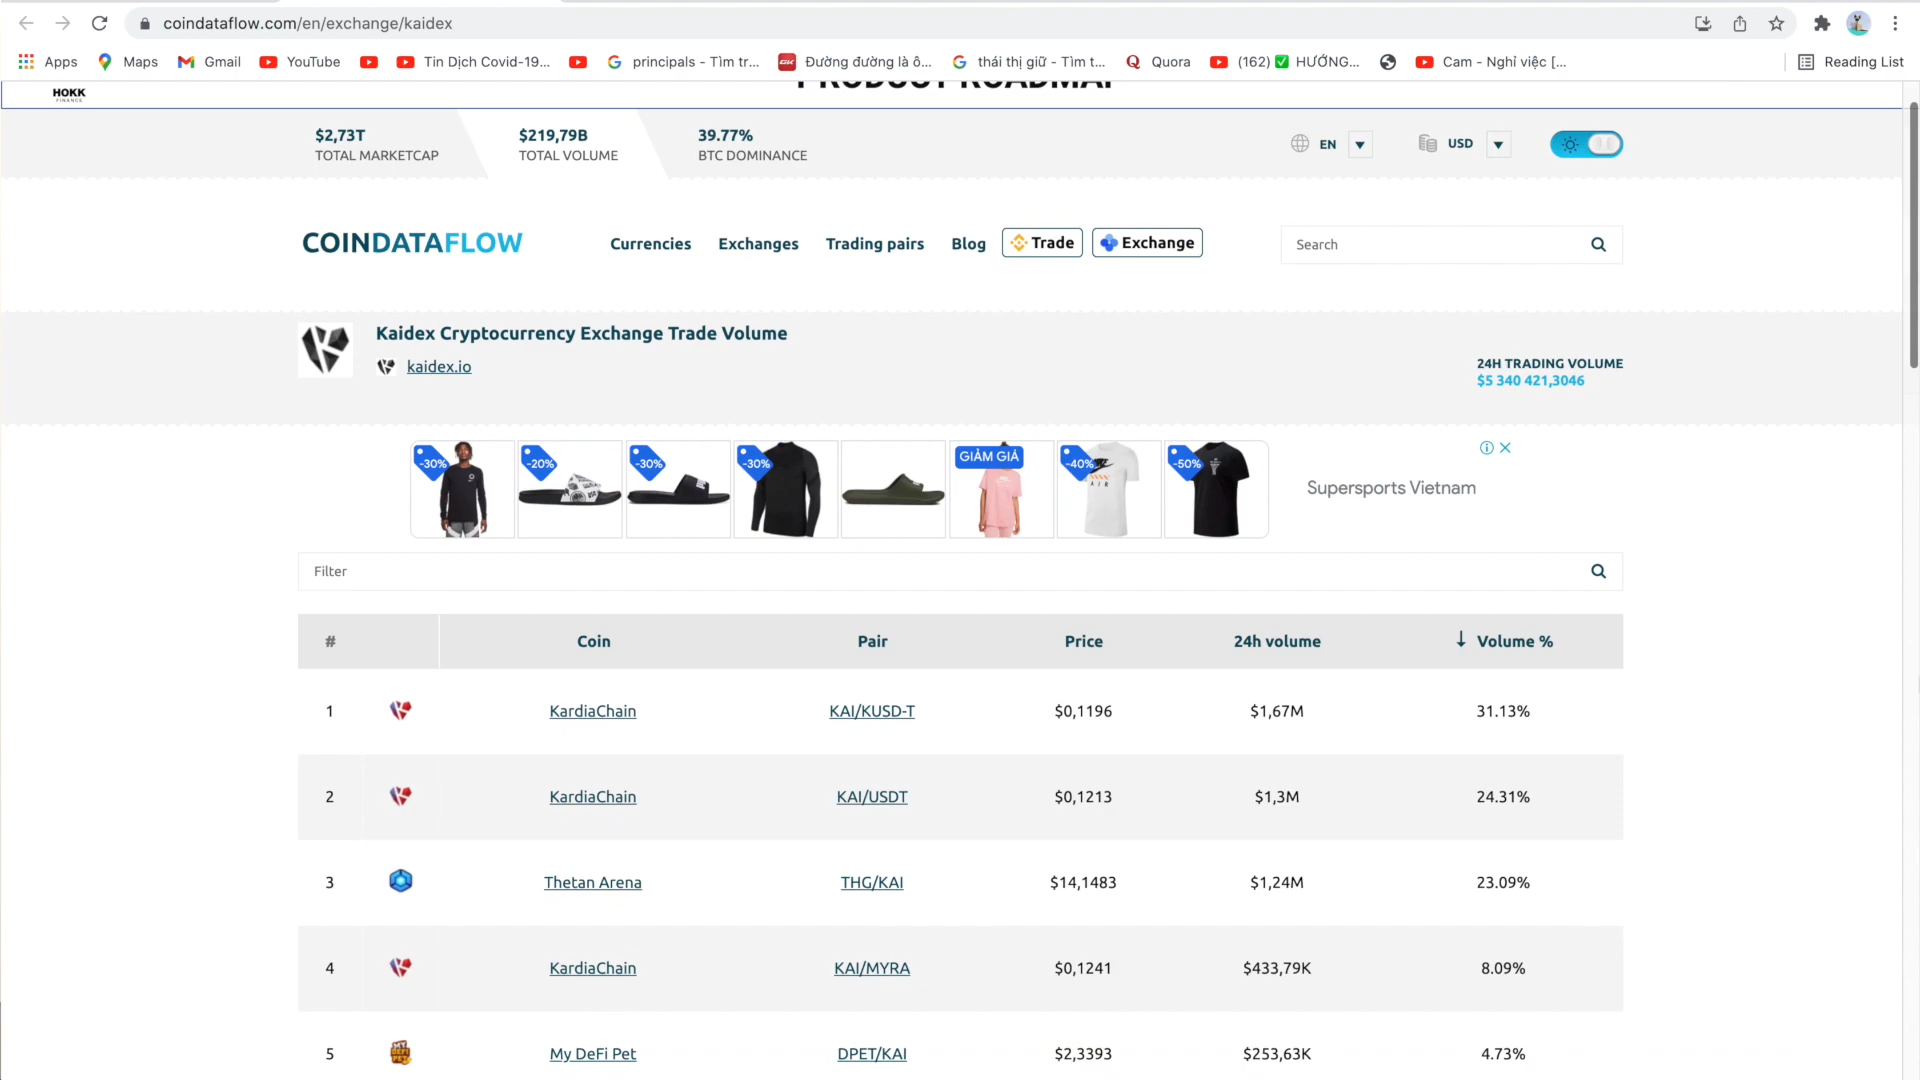 coindataflow.com/en/exchange/kaidex
Apps Maps Gmail YouTube Tin Dịch Covid-19... principals - Tìm tr... Đường đường là ô... thái thị giữ - Tìm t... Quora (162) ✅ HƯỚNG... Cam - Nghỉ việc [... Reading List
PRODUCT ROADMAP
HOKK
FINANCE
$2,73T $219,79B 39.77%
TOTAL MARKETCAP TOTAL VOLUME BTC DOMINANCE
EN USD
COINDATAFLOW Currencies Exchanges Trading pairs Blog Trade Exchange Search
Kaidex Cryptocurrency Exchange Trade Volume
kaidex.io
24H TRADING VOLUME
$5 340 421,3046
-30% -20% -30% -30% GIẢM GIÁ -40% -50%
AIR
Supersports Vietnam
Filter
# Coin Pair Price 24h volume ↓ Volume %
1 KardiaChain KAI/KUSD-T $0,1196 $1,67M 31.13%
2 KardiaChain KAI/USDT $0,1213 $1,3M 24.31%
3 Thetan Arena THG/KAI $14,1483 $1,24M 23.09%
4 KardiaChain KAI/MYRA $0,1241 $433,79K 8.09%
5 MY DEFI PET My DeFi Pet DPET/KAI $2,3393 $253,63K 4.73%